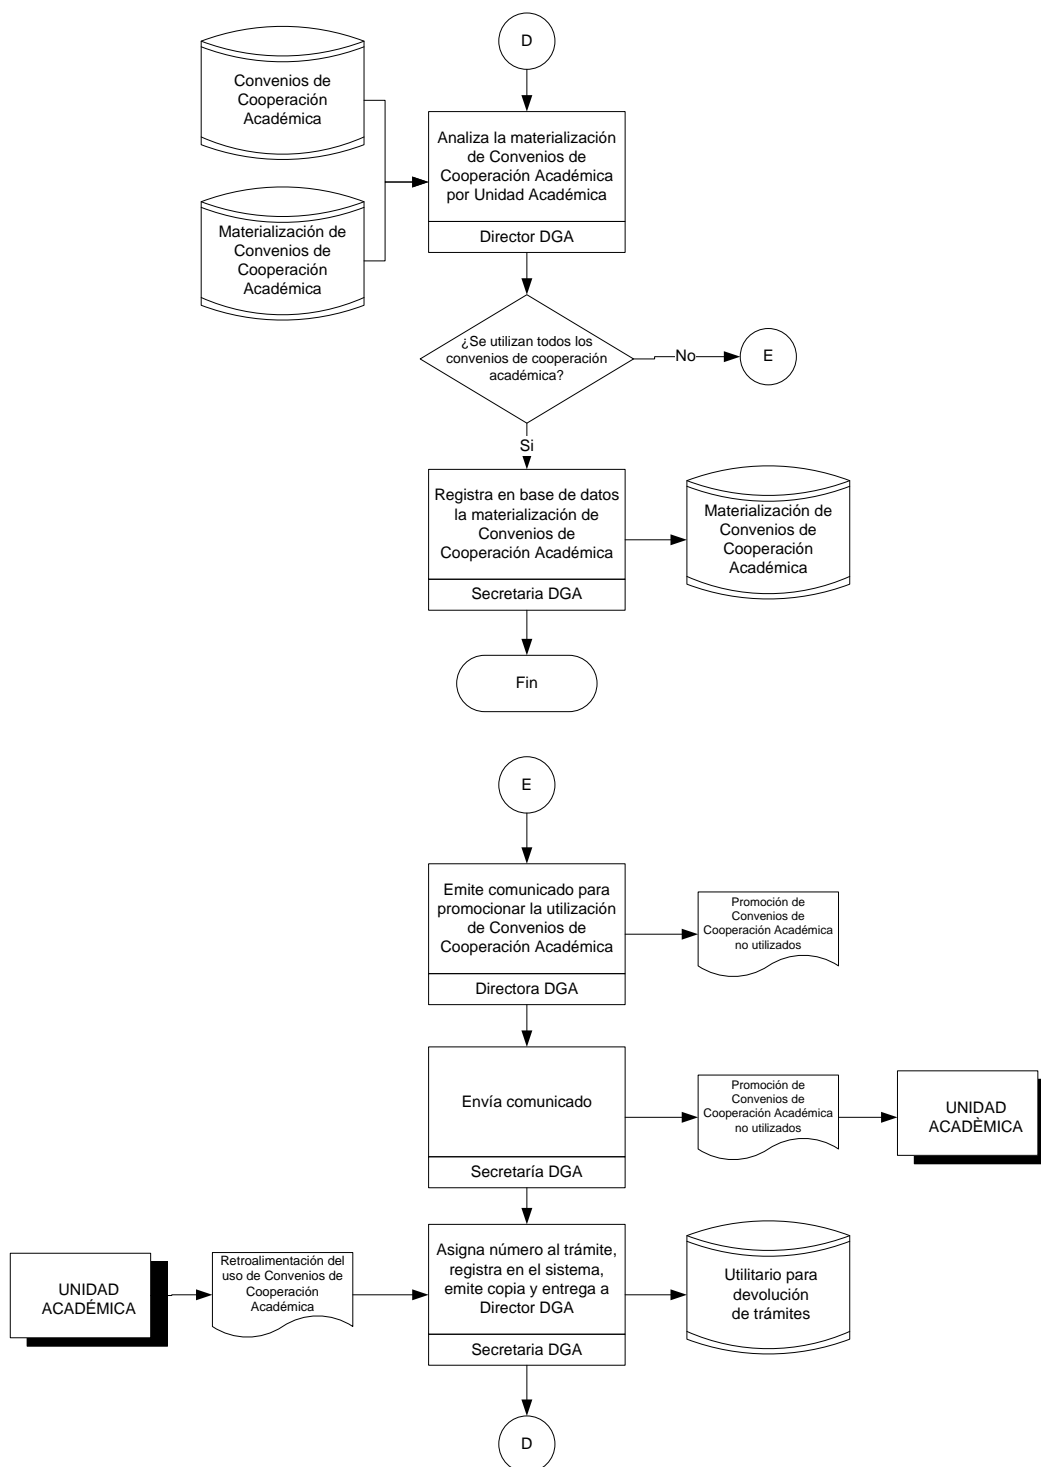 D
Convenios de
Cooperación
Académica
Analiza la materialización
de Convenios de
Cooperación Académica
por Unidad Académica
Director DGA
Materialización de
Convenios de
Cooperación
Académica
¿Se utilizan todos los
convenios de cooperación
académica?
No
E
Si
Registra en base de datos
la materialización de
Convenios de
Cooperación Académica
Secretaria DGA
Materialización de
Convenios de
Cooperación
Académica
Fin
E
Emite comunicado para
promocionar la utilización
de Convenios de
Cooperación Académica
Directora DGA
Promoción de
Convenios de
Cooperación Académica
no utilizados
Envía comunicado
Secretaría DGA
Promoción de
Convenios de
Cooperación Académica
no utilizados
UNIDAD
ACADÈMICA
UNIDAD
ACADÉMICA
Retroalimentación del
uso de Convenios de
Cooperación
Académica
Asigna número al trámite,
registra en el sistema,
emite copia y entrega a
Director DGA
Secretaria DGA
Utilitario para
devolución
de trámites
D